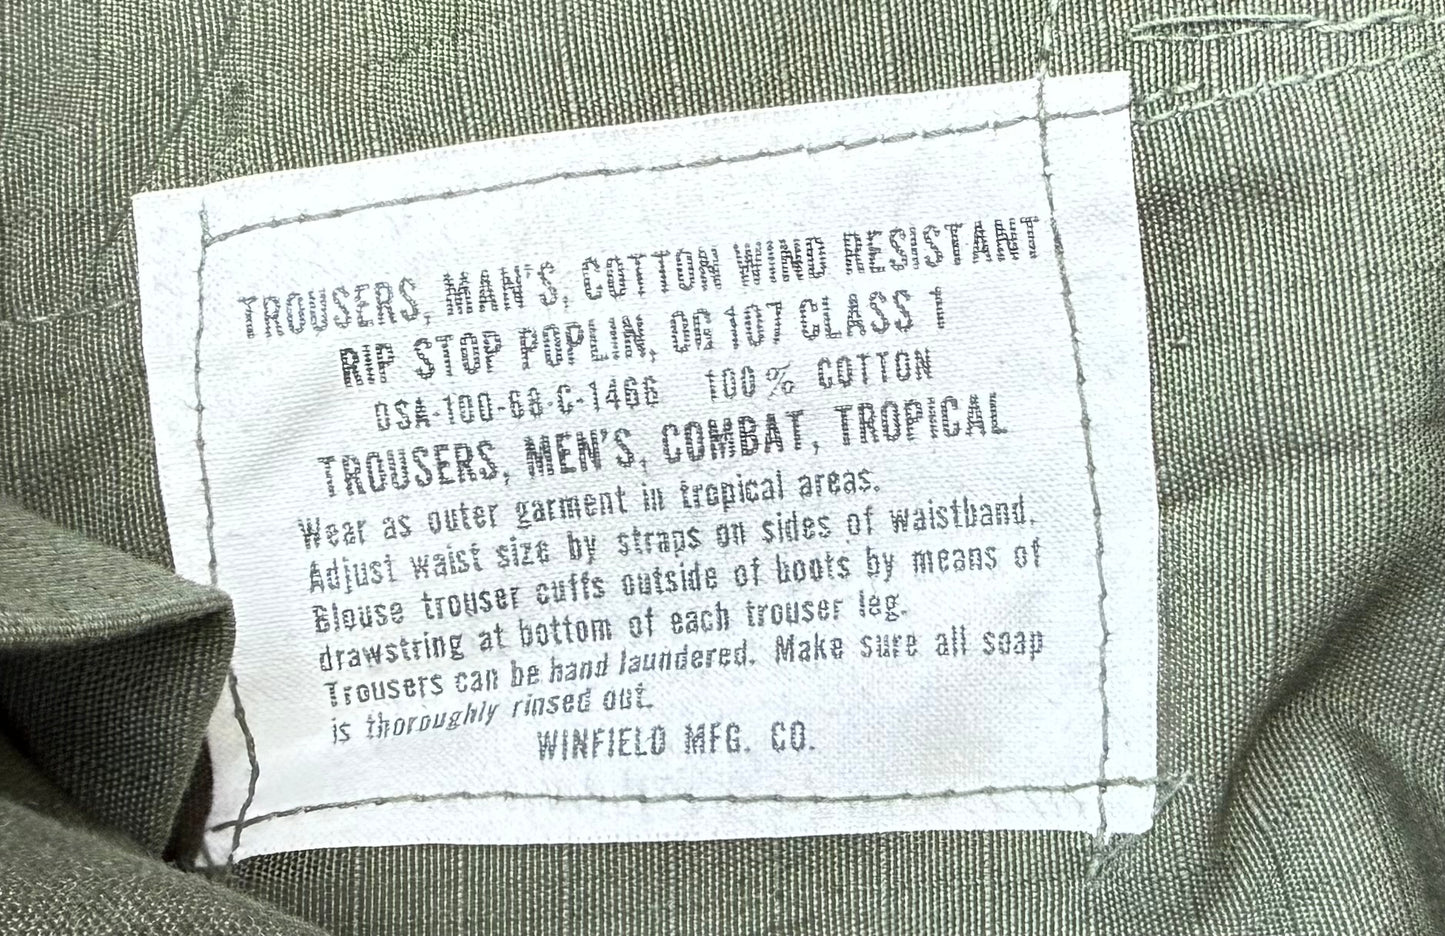 TROUSERS, MAN'S, COTTON WIND RESISTANT
RIP STOP POPLIN, OG 107 CLASS 1
DSA-100-68-C-1466 100% COTTON
TROUSERS, MEN'S, COMBAT, TROPICAL
Wear as outer garment in tropical areas.
Adjust waist size by straps on sides of waistband.
Blouse trouser cuffs outside of boots by means of
drawstring at bottom of each trouser leg.
Trousers can be hand laundered. Make sure all soap
is thoroughly rinsed out.
WINFIELD MFG. CO.